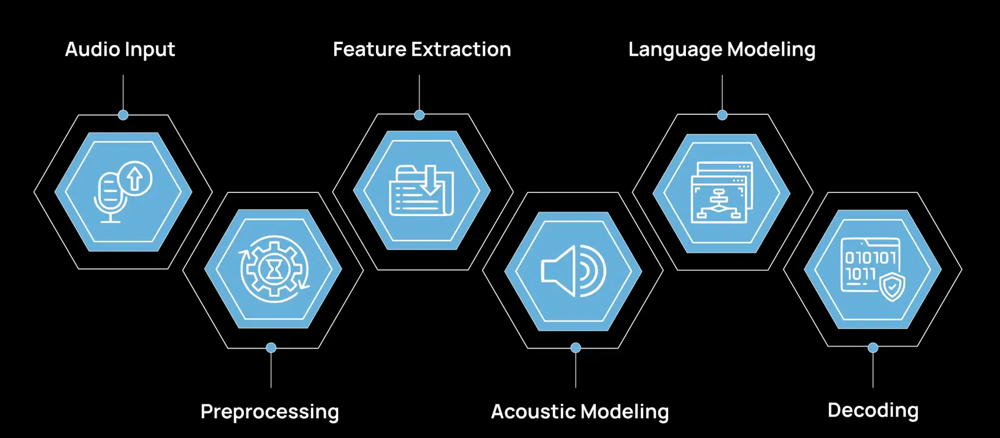 Audio Input
Feature Extraction
Language Modeling
010101
1011
Preprocessing
Acoustic Modeling
Decoding